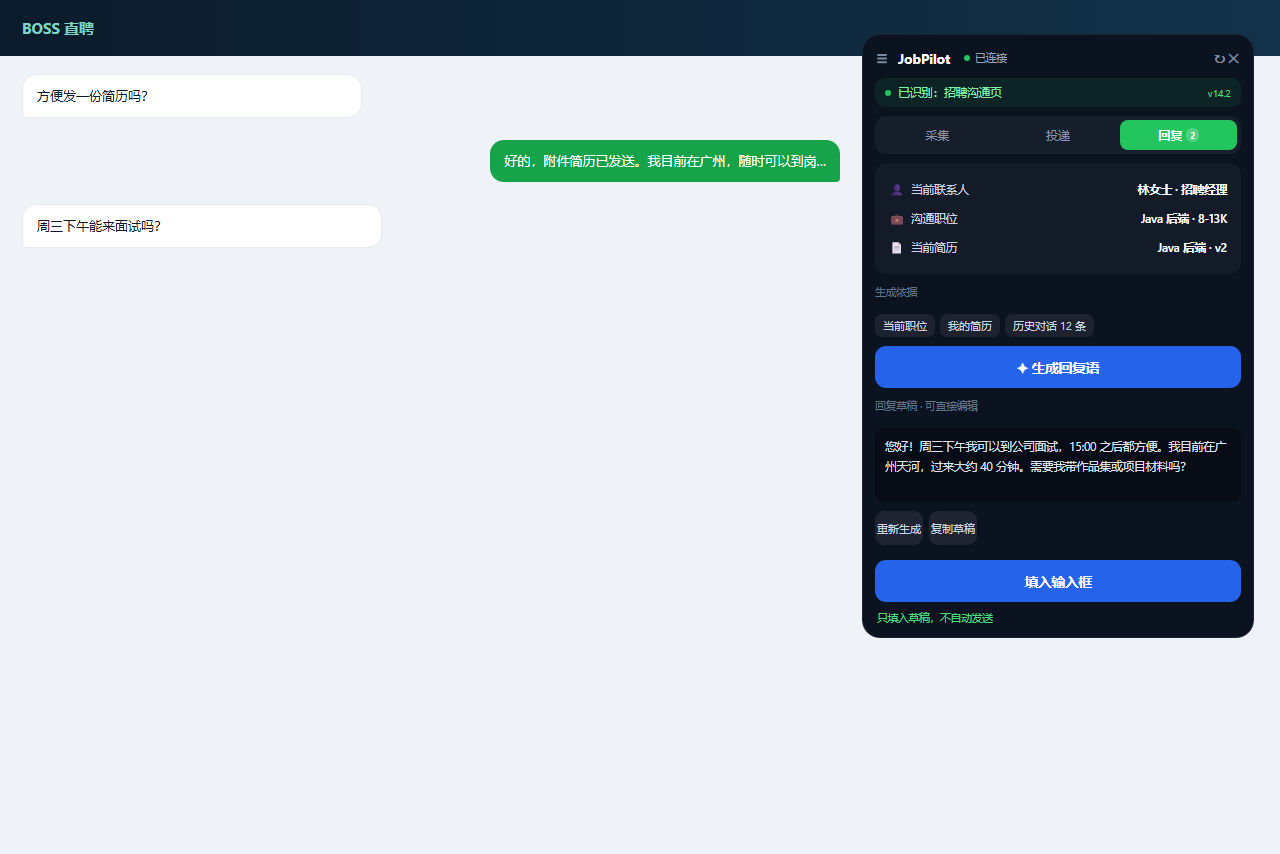 BOSS 直聘
方便发一份简历吗？
好的，附件简历已发送。我目前在广州，随时可以到岗...
周三下午能来面试吗？
☰ JobPilot 已连接 ↻ ✕
已识别：招聘沟通页 v14.2
采集 投递 回复 2
当前联系人 林女士 · 招聘经理
沟通职位 Java 后端 · 8-13K
当前简历 Java 后端 · v2
生成依据
当前职位 我的简历 历史对话 12 条
✦ 生成回复语
回复草稿 · 可直接编辑
您好！周三下午我可以到公司面试，15:00 之后都方便。我目前在广
州天河，过来大约 40 分钟。需要我带作品集或项目材料吗？
重新生成 复制草稿
填入输入框
只填入草稿，不自动发送